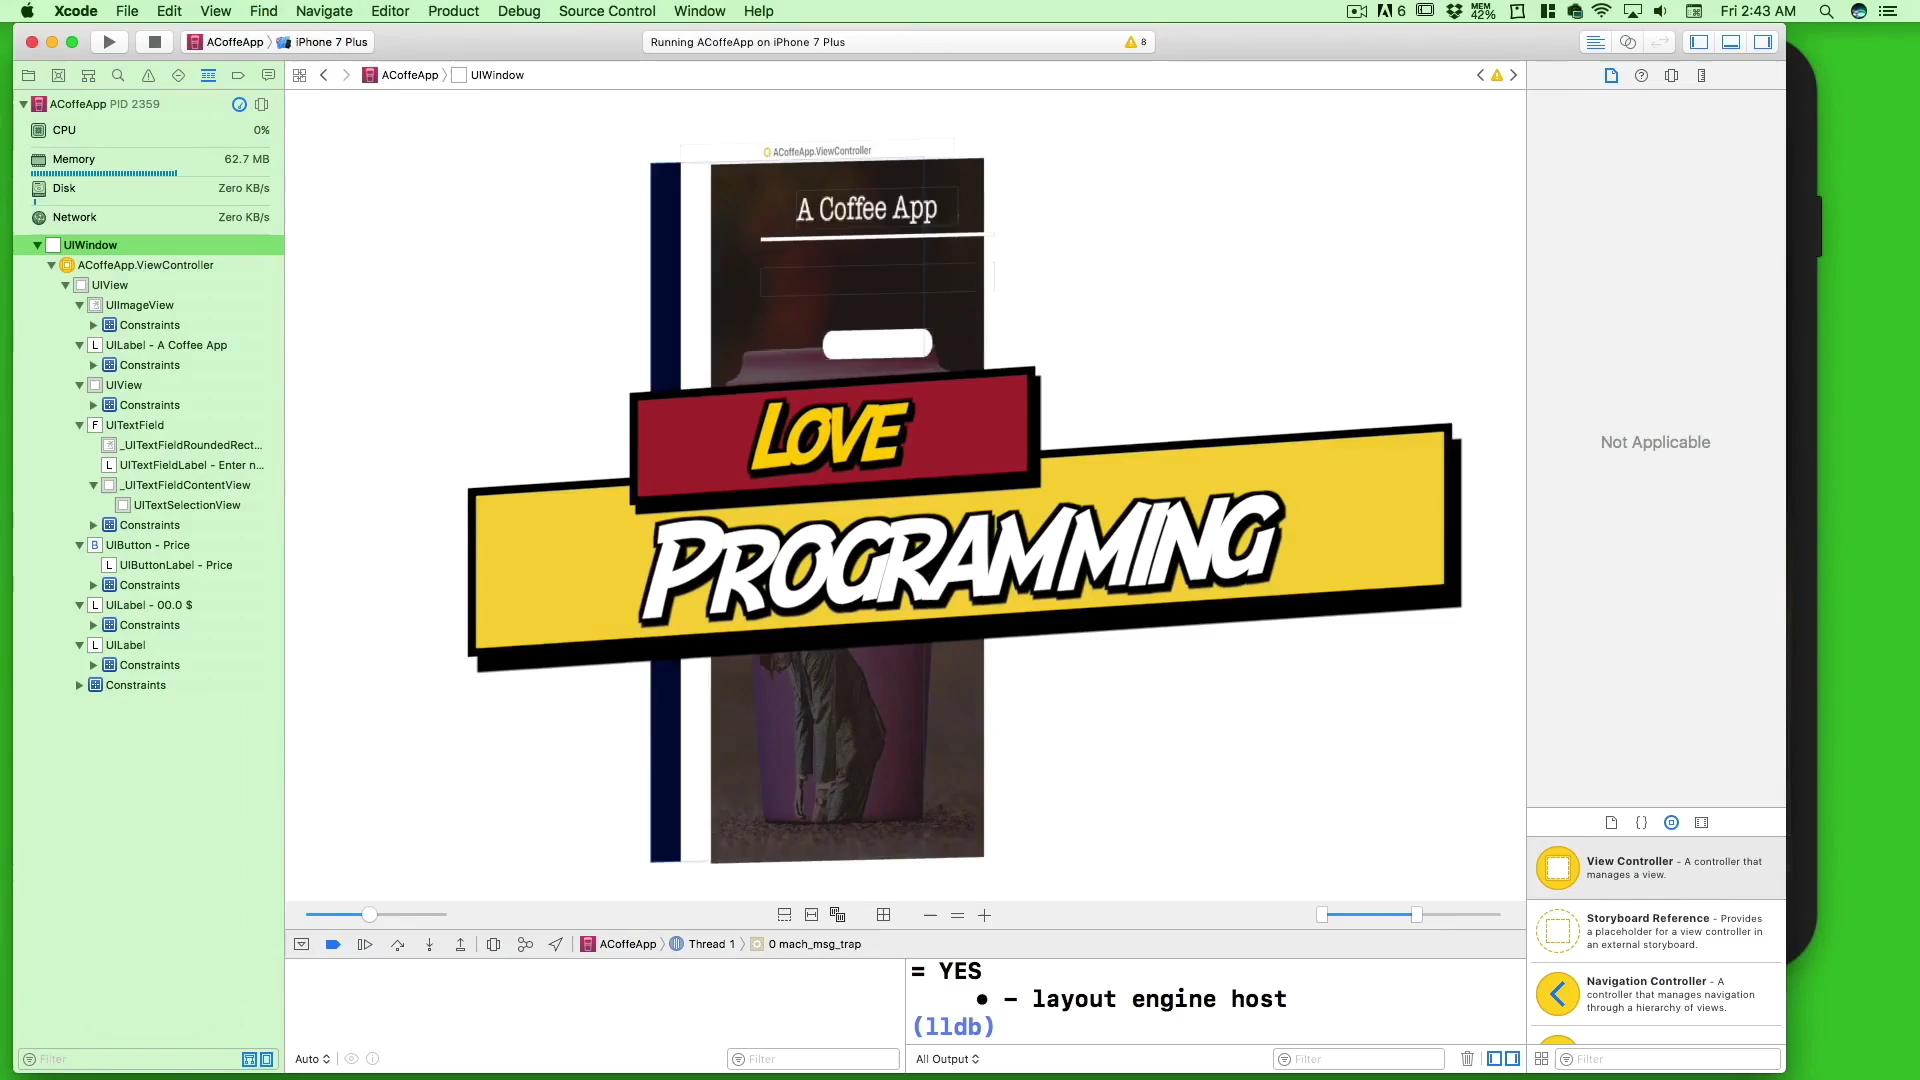 Xcode File Edit View Find Navigate Editor Product Debug Source Control Window Help
6 MEM 42% Fri 2:43 AM
ACoffeApp iPhone 7 Plus
Running ACoffeApp on iPhone 7 Plus
8
ACoffeApp UIWindow
ACoffeApp PID 2359
CPU 0%
Memory 62.7 MB
Disk Zero KB/s
Network Zero KB/s
UIWindow
ACoffeApp.ViewController
UIView
UIImageView
Constraints
L UILabel - A Coffee App
Constraints
UIView
Constraints
F UITextField
_UITextFieldRoundedRect...
L UITextFieldLabel - Enter n...
_UITextFieldContentView
UITextSelectionView
Constraints
B UIButton - Price
L UIButtonLabel - Price
Constraints
L UILabel - 00.0 $
Constraints
L UILabel
Constraints
Constraints
Filter
ACoffeApp.ViewController
A Coffee App
LOVE
PROGRAMMING
ACoffeApp Thread 1 0 mach_msg_trap
= YES
• - layout engine host
(lldb)
Auto
Filter
All Output
Filter
Not Applicable
View Controller - A controller that
manages a view.
Storyboard Reference - Provides
a placeholder for a view controller in
an external storyboard.
Navigation Controller - A
controller that manages navigation
through a hierarchy of views.
Filter